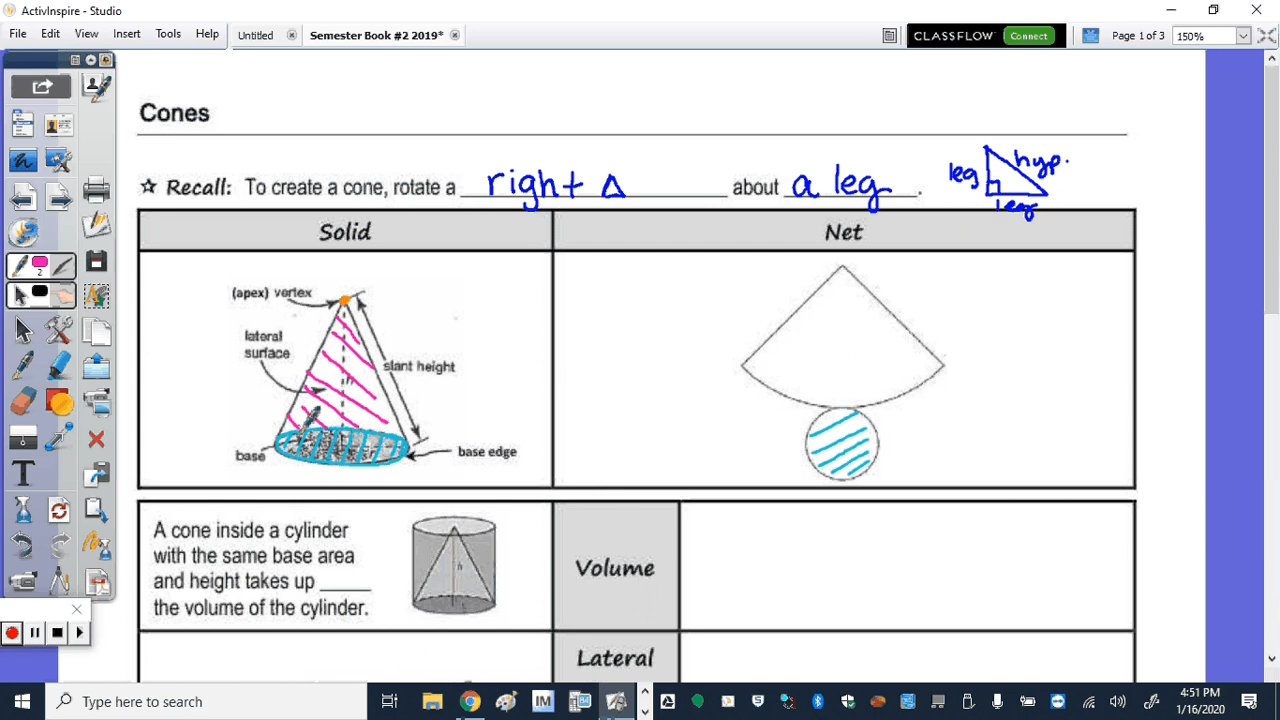 ActivInspire - Studio
File Edit View Insert Tools Help Untitled Semester Book #2 2019* CLASSFLOW Connect Page 1 of 3 150%
Cones
☆ Recall: To create a cone, rotate a right △ about a leg.
leg hyp.
leg
Solid Net
(apex) vertex
lateral
surface
slant height
h
base
base edge
A cone inside a cylinder
with the same base area
and height takes up _____
the volume of the cylinder.
h
Volume
Lateral
2
T
Type here to search
4:51 PM
1/16/2020